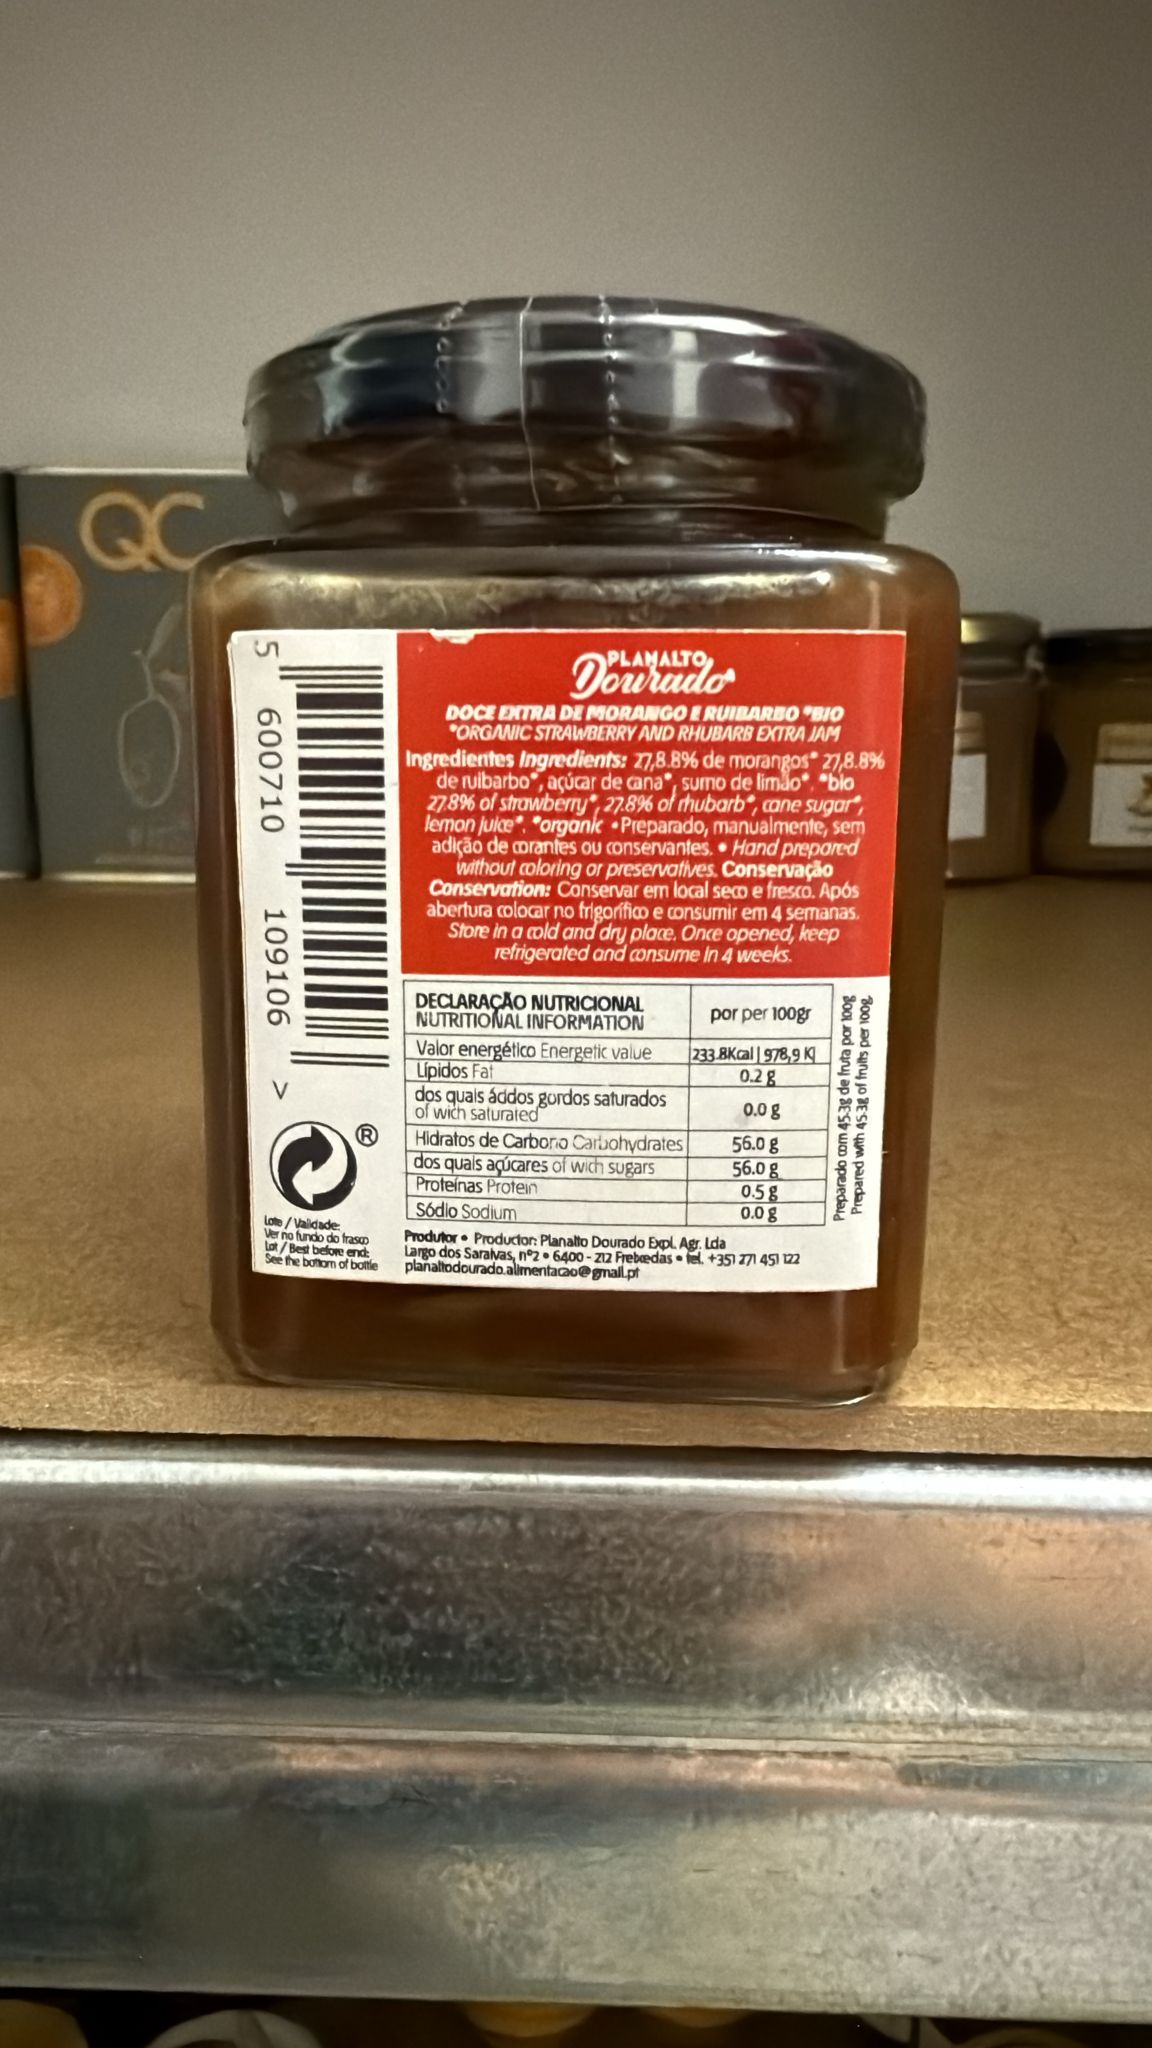 QC
PLANALTO
Dourado
DOCE EXTRA DE MORANGO E RUIBARBO *BIO
*ORGANIC STRAWBERRY AND RHUBARB EXTRA JAM
Ingredientes Ingredients: 27,8.8% de morangos* 27,8.8%
de ruibarbo*, açúcar de cana*, sumo de limão*. *bio
27.8% of strawberry*, 27.8% of rhubarb*, cane sugar*,
lemon juice*. *organic •Preparado, manualmente, sem
adição de corantes ou conservantes. • Hand prepared
without coloring or preservatives. Conservação
Conservation: Conservar em local seco e fresco. Após
abertura colocar no frigorífico e consumir em 4 semanas.
Store in a cold and dry place. Once opened, keep
refrigerated and consume in 4 weeks.
5 600710 109106 >
DECLARAÇÃO NUTRICIONAL
NUTRITIONAL INFORMATION
por per 100gr
Valor energético Energetic value 233.8Kcal | 978,9 Kj
Lípidos Fat 0.2 g
dos quais ácidos gordos saturados
of wich saturated 0.0 g
Hidratos de Carbono Carbohydrates 56.0 g
dos quais açúcares of wich sugars 56.0 g
Proteínas Protein 0.5 g
Sódio Sodium 0.0 g
Preparado com 45.3g de fruta por 100g
Prepared with 45.3g of fruits per 100g.
®
Lote / Validade:
Ver no fundo do frasco
Lot / Best before end:
See the bottom of bottle
Produtor • Productor: Planalto Dourado Expl. Agr. Lda
Largo dos Saraivas, nº2 • 6400 - 212 Freixedas • tel. +351 271 451 122
planaltodourado.alimentacao@gmail.pt